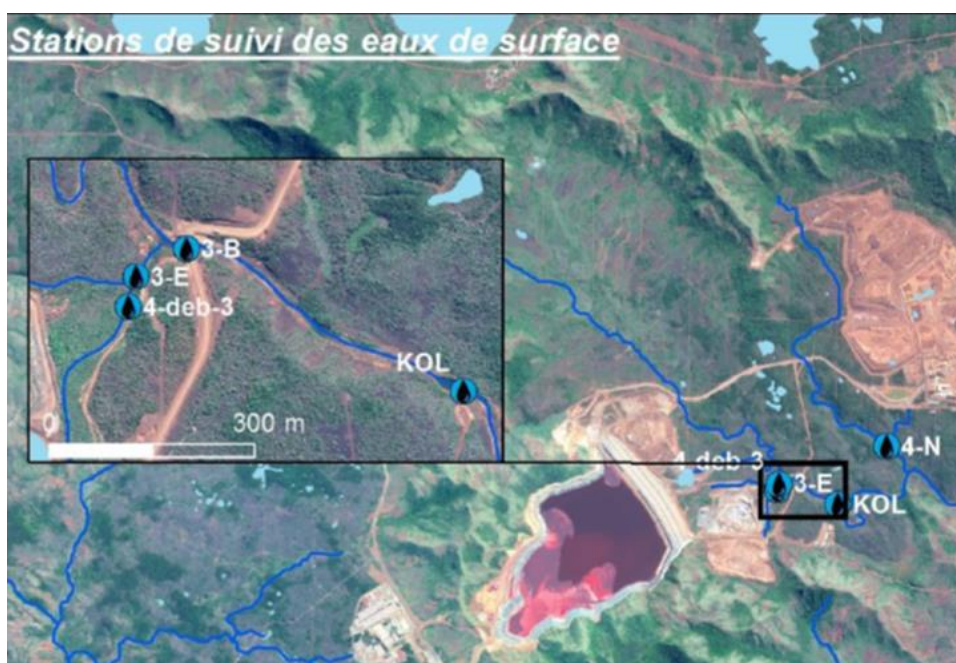 Stations de suivi des eaux de surface
3-B
3-E
4-deb-3
KOL
0 300 m
4-N
4-deb-3
3-E
KOL